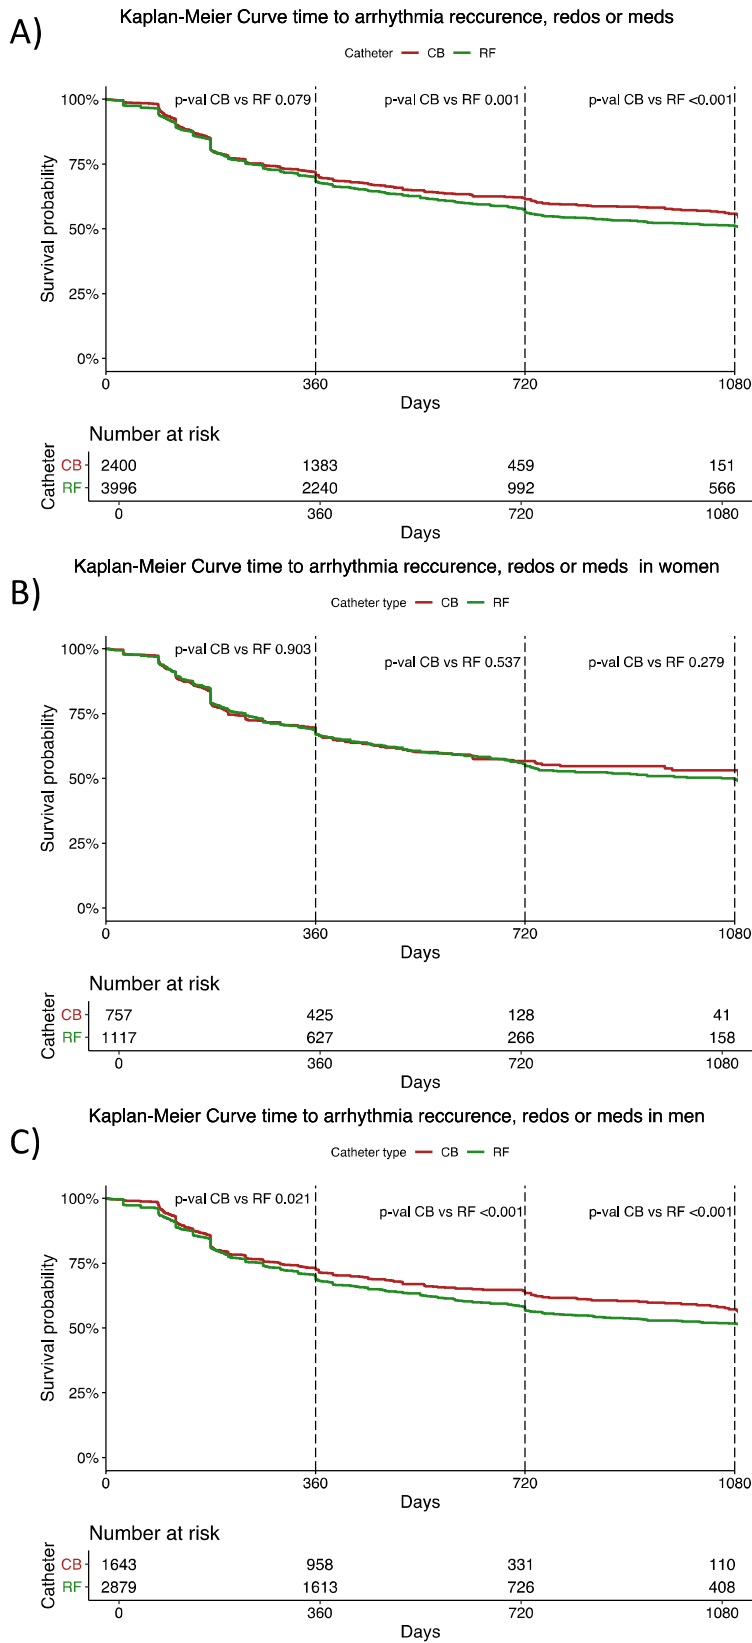 A)
Kaplan-Meier Curve time to arrhythmia reccurence, redos or meds
Catheter CB RF
p-val CB vs RF 0.079 p-val CB vs RF 0.001 p-val CB vs RF <0.001
100%
75%
50%
25%
0%
Survival probability
0 360 720 1080
Days
Number at risk
Catheter
CB 2400 1383 459 151
RF 3996 2240 992 566
0 360 720 1080
Days
Kaplan-Meier Curve time to arrhythmia reccurence, redos or meds in women
B)
Catheter type CB RF
p-val CB vs RF 0.903 p-val CB vs RF 0.537 p-val CB vs RF 0.279
100%
75%
50%
25%
0%
Survival probability
0 360 720 1080
Days
Number at risk
Catheter
CB 757 425 128 41
RF 1117 627 266 158
0 360 720 1080
Days
Kaplan-Meier Curve time to arrhythmia reccurence, redos or meds in men
C)
Catheter type CB RF
p-val CB vs RF 0.021 p-val CB vs RF <0.001 p-val CB vs RF <0.001
100%
75%
50%
25%
0%
Survival probability
0 360 720 1080
Days
Number at risk
Catheter
CB 1643 958 331 110
RF 2879 1613 726 408
0 360 720 1080
Days